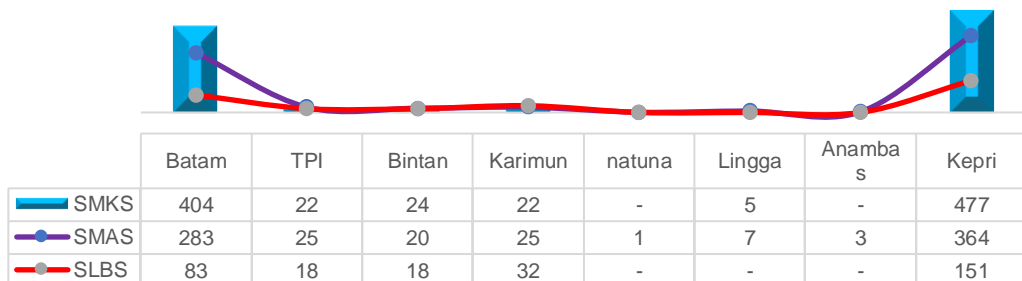 Batam TPI Bintan Karimun natuna Lingga Anamba
s Kepri
SMKS 404 22 24 22 - 5 - 477
SMAS 283 25 20 25 1 7 3 364
SLBS 83 18 18 32 - - - 151